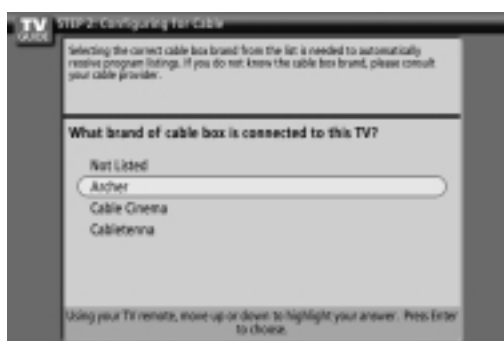 TV
GUIDE
STEP 2: Configuring for Cable
Selecting the correct cable box brand from the list is needed to automatically
receive program listings. If you do not know the cable box brand, please consult
your cable provider.
What brand of cable box is connected to this TV?
Not Listed
Archer
Cable Cinema
Cabletenna
Using your TV remote, move up or down to highlight your answer. Press Enter
to choose.